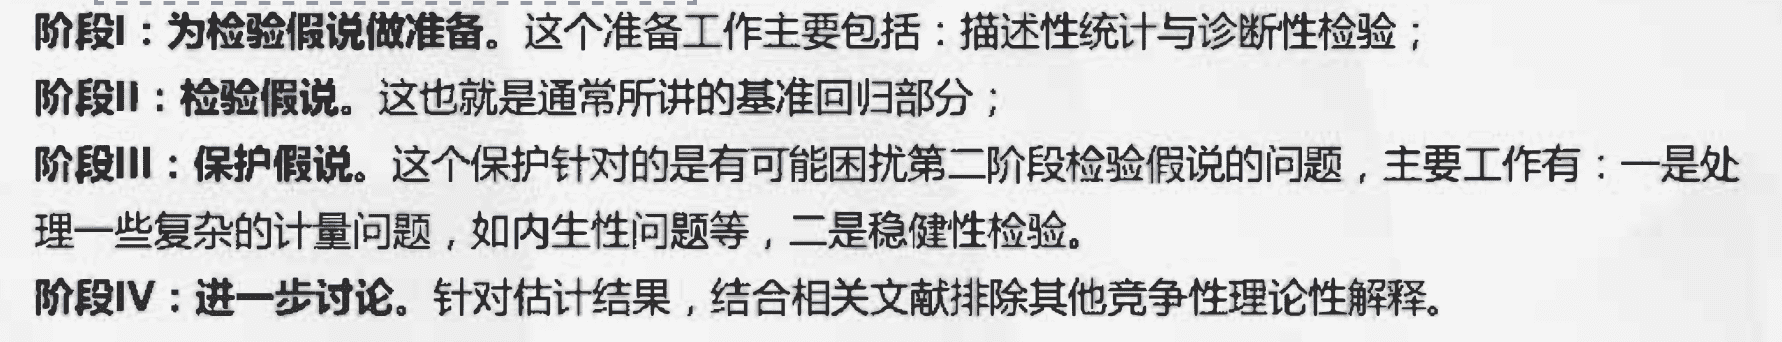 阶段I：为检验假说做准备。这个准备工作主要包括：描述性统计与诊断性检验；
阶段II：检验假说。这也就是通常所讲的基准回归部分；
阶段III：保护假说。这个保护针对的是有可能困扰第二阶段检验假说的问题，主要工作有：一是处
理一些复杂的计量问题，如内生性问题等，二是稳健性检验。
阶段IV：进一步讨论。针对估计结果，结合相关文献排除其他竞争性理论性解释。